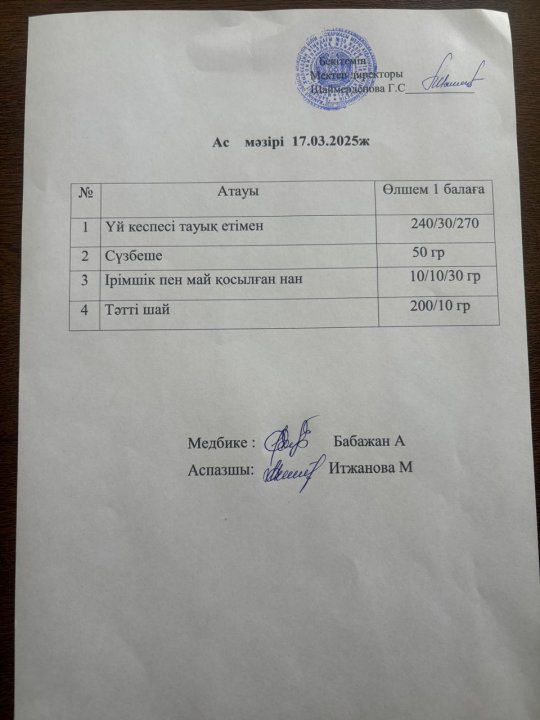 Бекітемін
Мектеп директоры
Шаймерденова Г.С
Ас мәзірі 17.03.2025ж
№ Атауы Өлшем 1 балаға
1 Үй кеспесі тауық етімен 240/30/270
2 Сүзбеше 50 гр
3 Ірімшік пен май қосылған нан 10/10/30 гр
4 Тәтті шай 200/10 гр
Медбике : Бабажан А
Аспазшы: Итжанова М